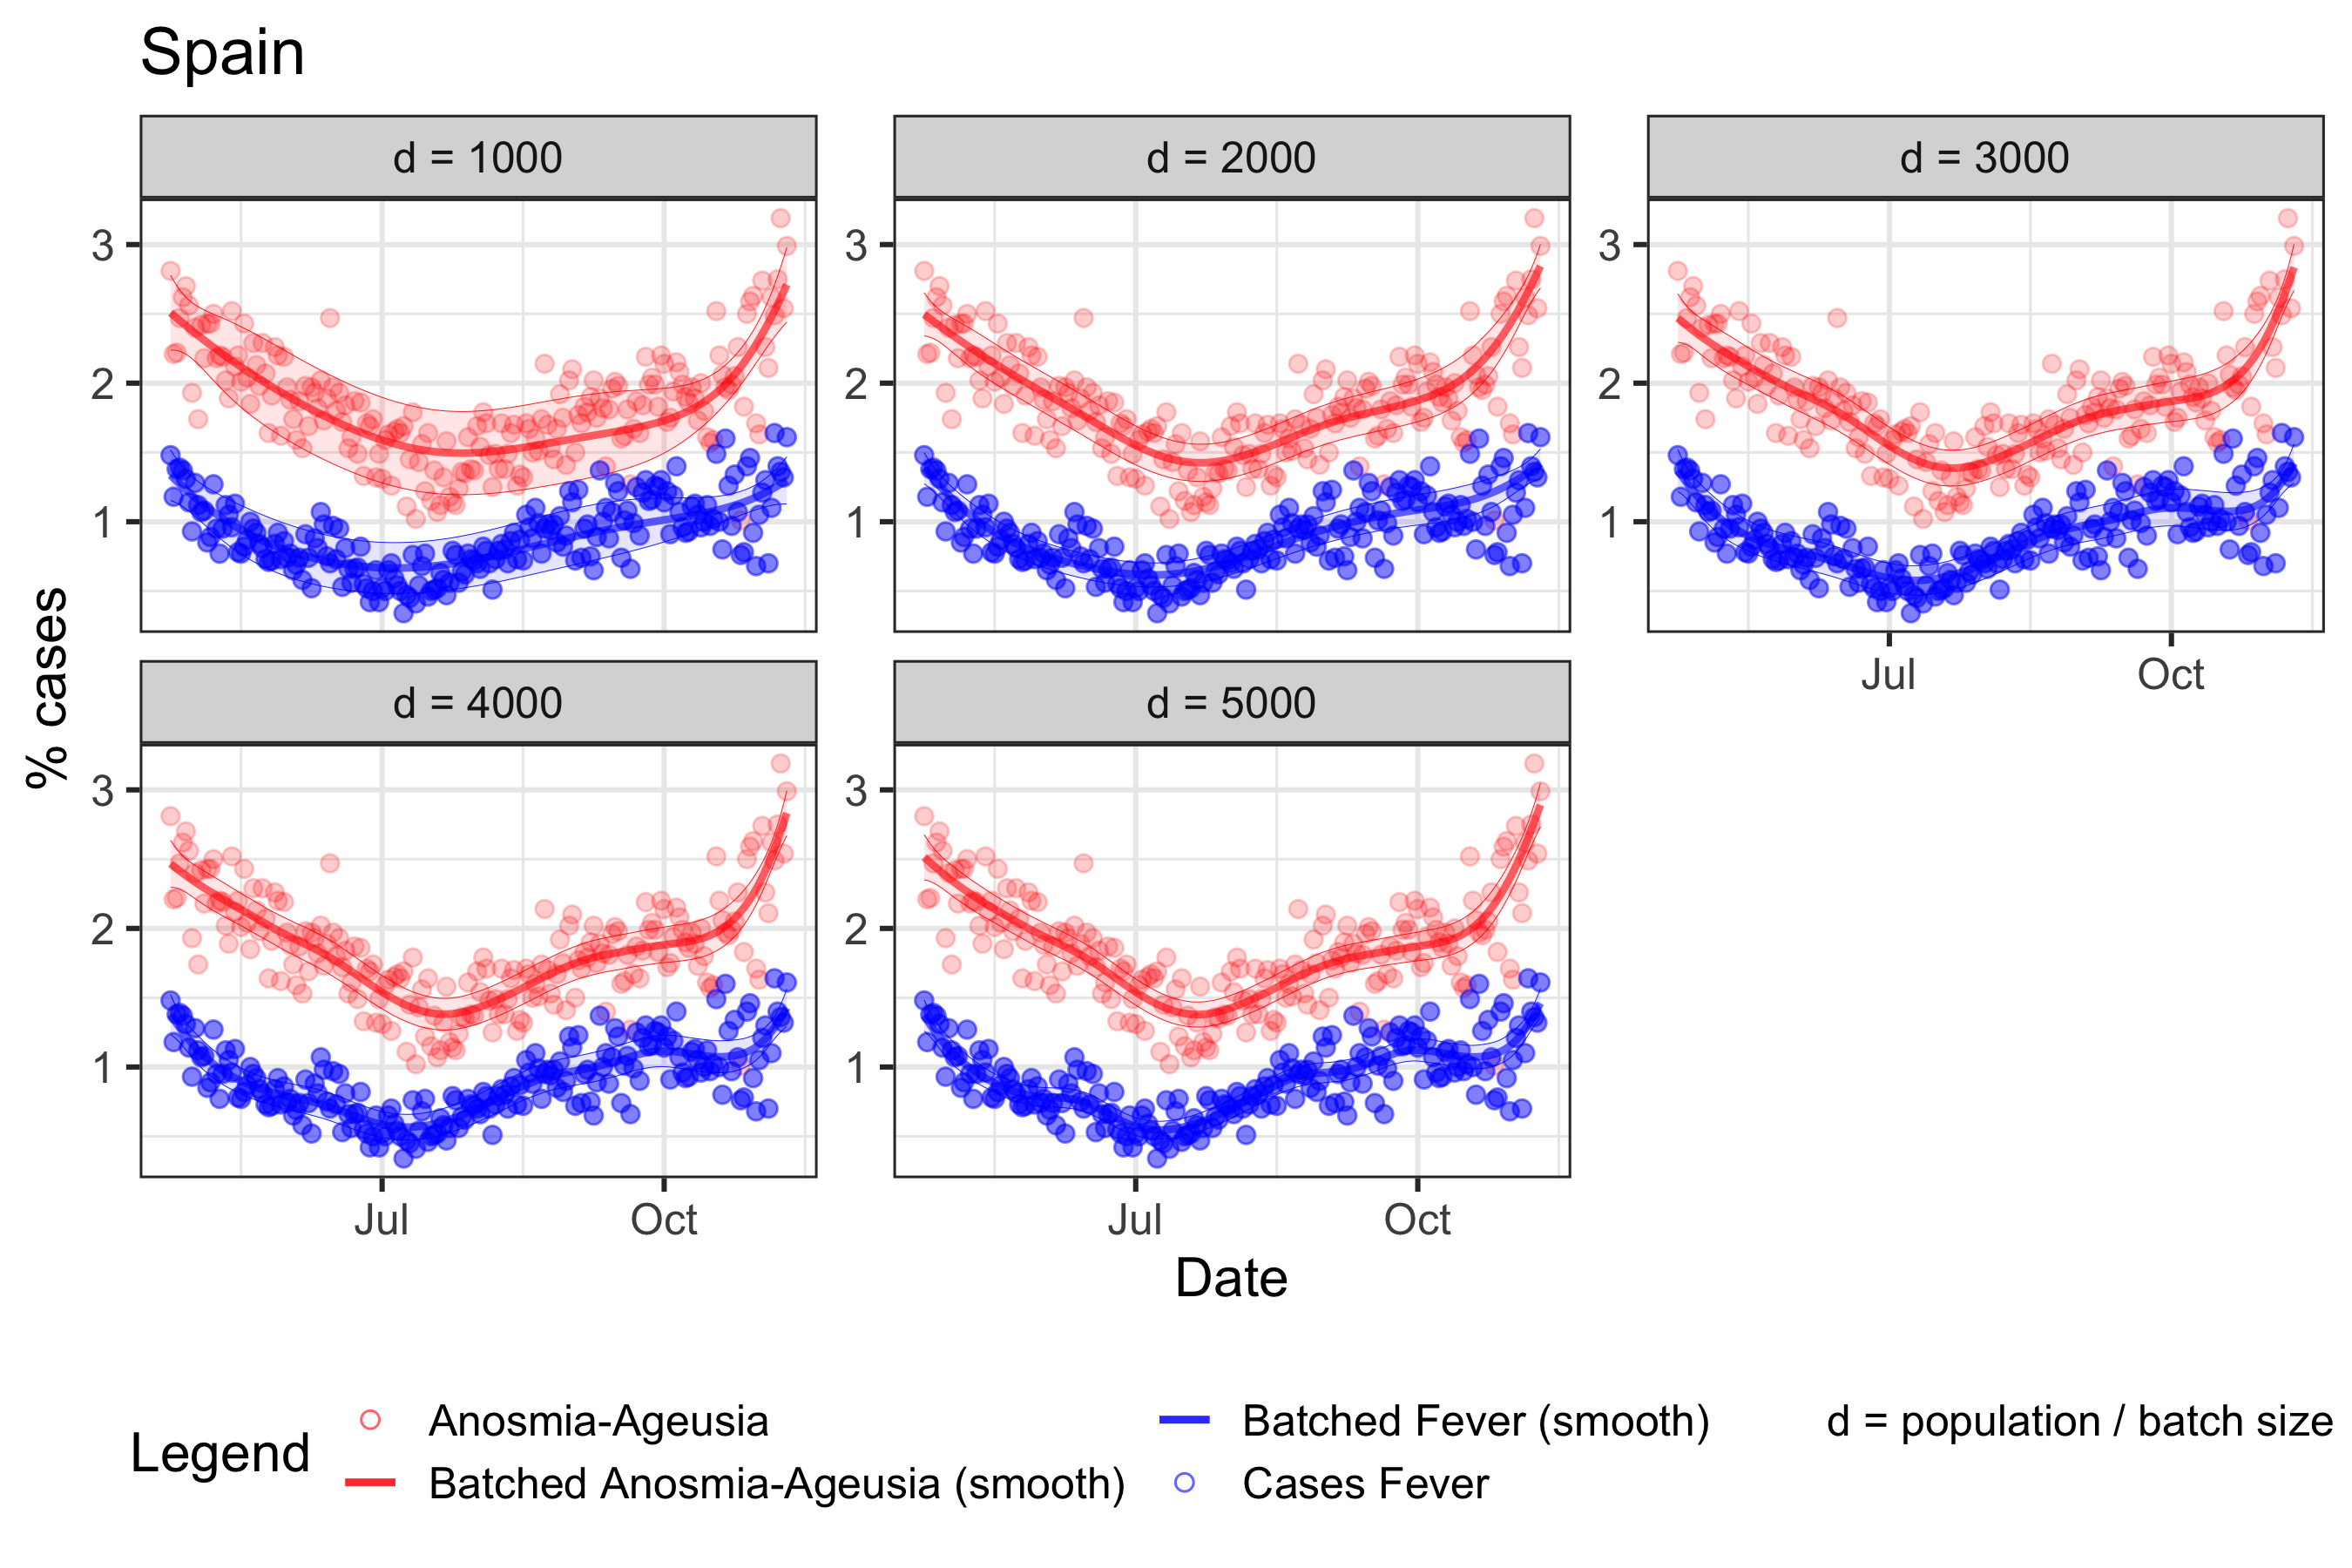 Spain
d = 1000
d = 2000
d = 3000
3
2
1
3
2
1
3
2
1
Jul
Oct
d = 4000
d = 5000
3
2
1
3
2
1
Jul
Oct
Jul
Oct
% cases
Date
Legend
Anosmia-Ageusia
Batched Anosmia-Ageusia (smooth)
Batched Fever (smooth)
Cases Fever
d = population / batch size